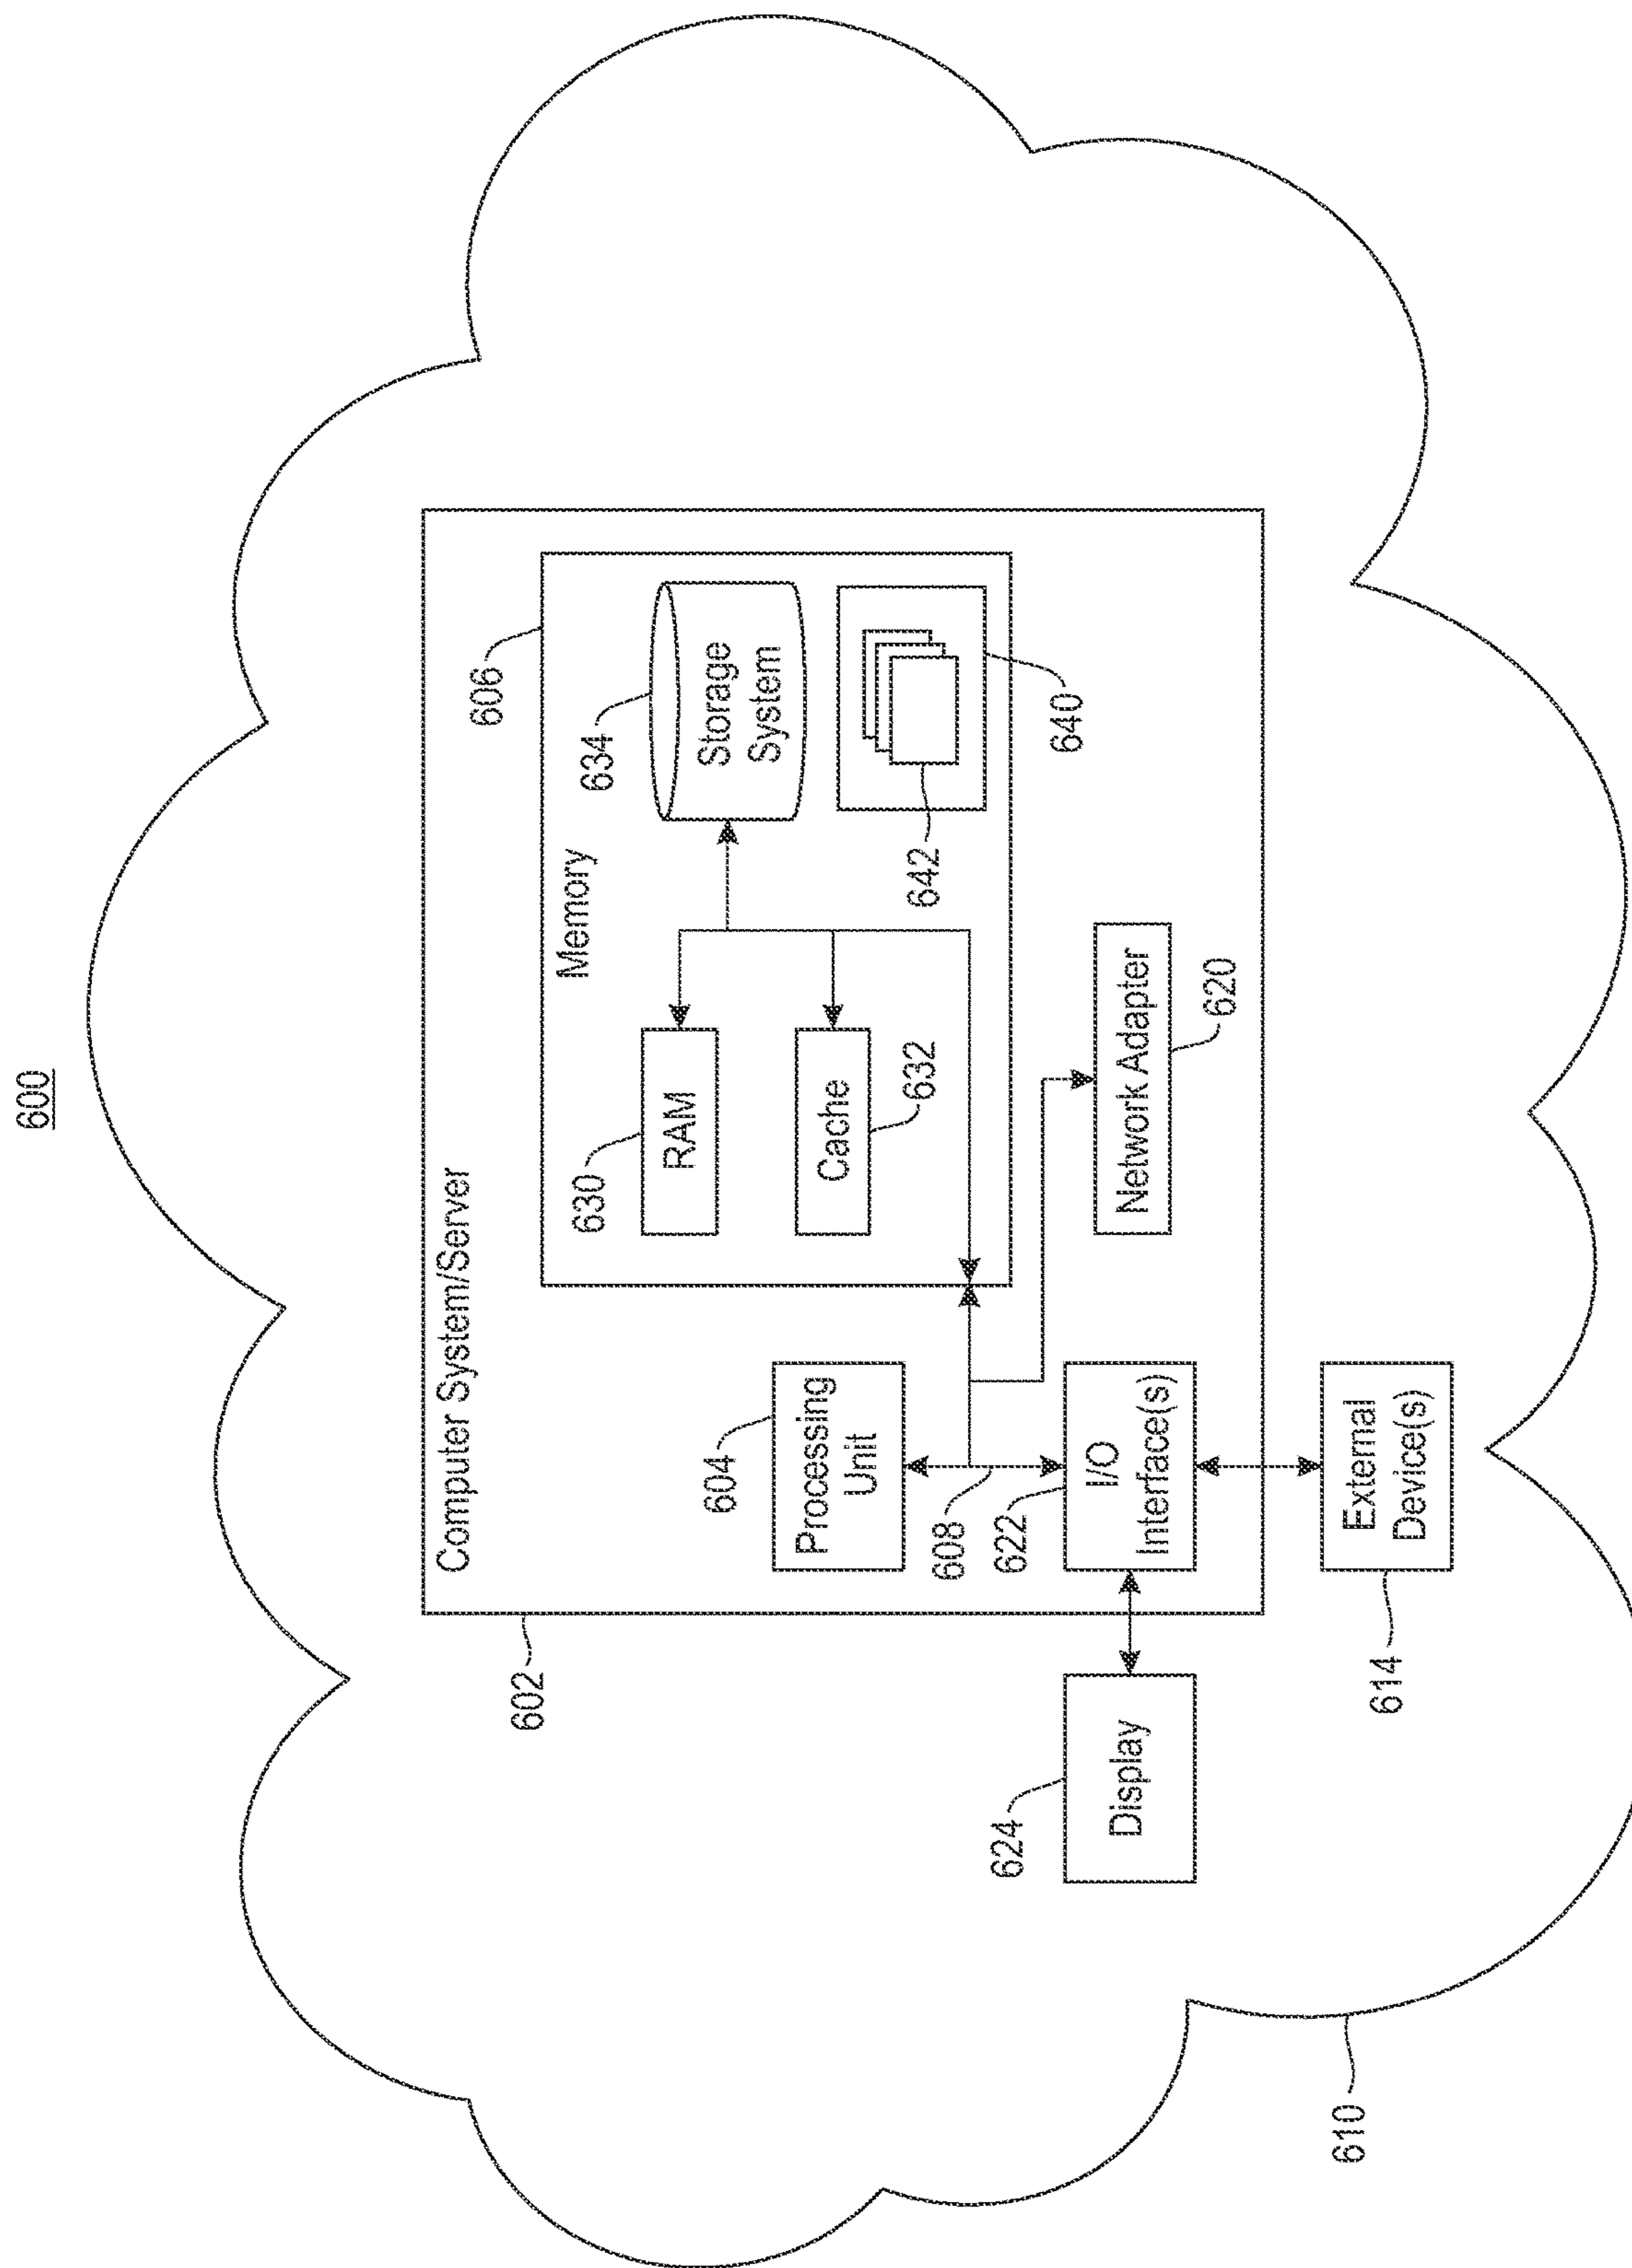 600
Computer System/Server
602
606
Memory
634
Storage
System
630
RAM
632
Cache
642
640
604
Processing
Unit
608
622
I/O
Interface(s)
Network Adapter
620
624
Display
External
Device(s)
614
610